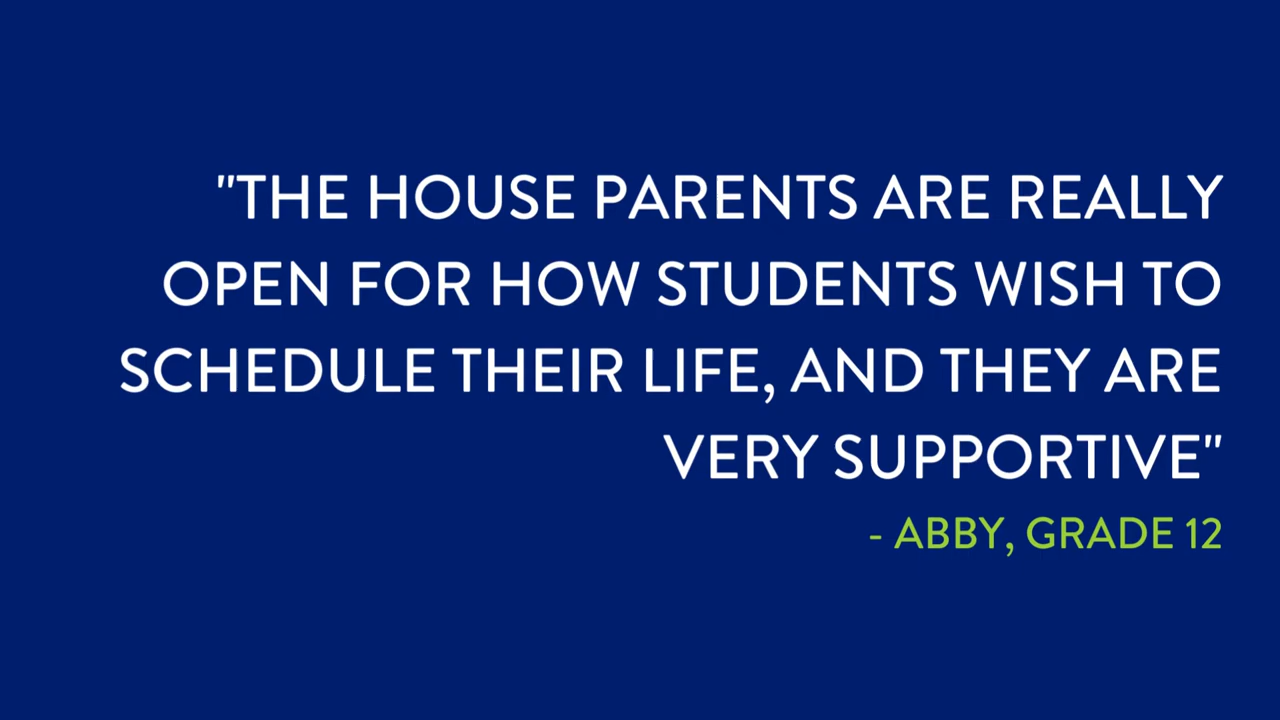 "THE HOUSE PARENTS ARE REALLY
OPEN FOR HOW STUDENTS WISH TO
SCHEDULE THEIR LIFE, AND THEY ARE
VERY SUPPORTIVE"
- ABBY, GRADE 12